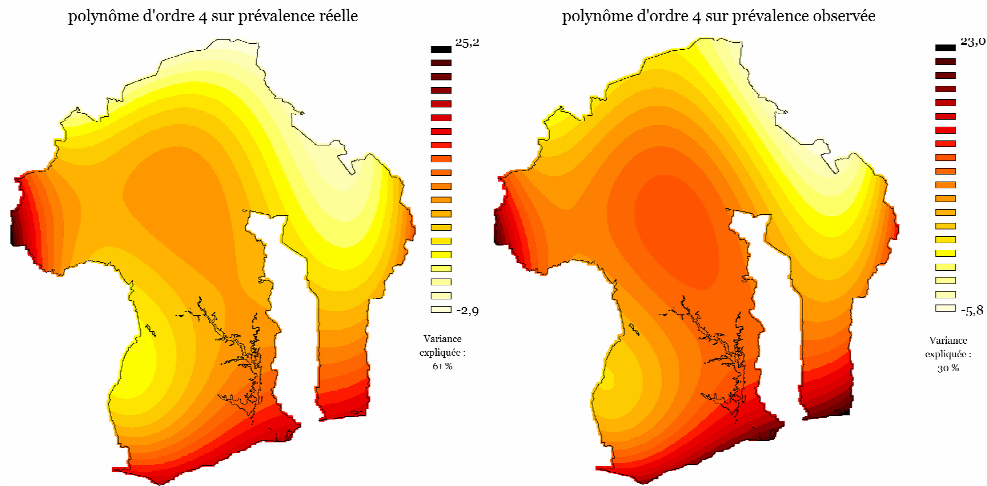 polynôme d'ordre 4 sur prévalence réelle
25,2
-2,9
Variance
expliquée :
61 %
polynôme d'ordre 4 sur prévalence observée
23,0
-5,8
Variance
expliquée :
30 %